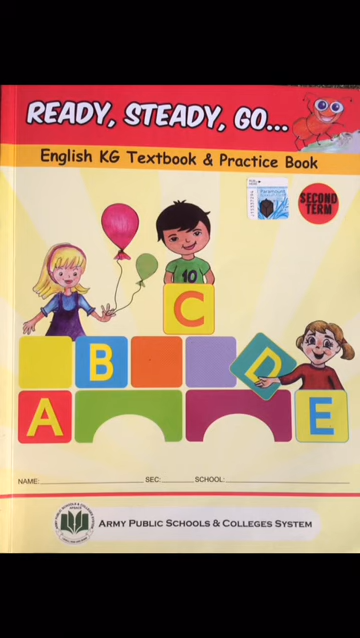 READY, STEADY, GO...
English KG Textbook & Practice Book
SECOND
TERM
10
C
B
D
A
E
NAME: SEC: SCHOOL:
ARMY PUBLIC SCHOOLS & COLLEGES SYSTEM